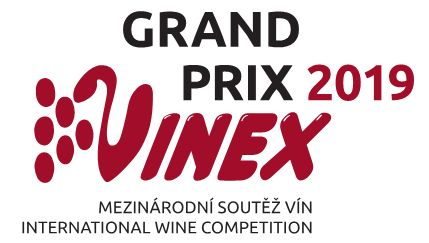 GRAND
PRIX 2019
VINEX
MEZINÁRODNÍ SOUTĚŽ VÍN
INTERNATIONAL WINE COMPETITION